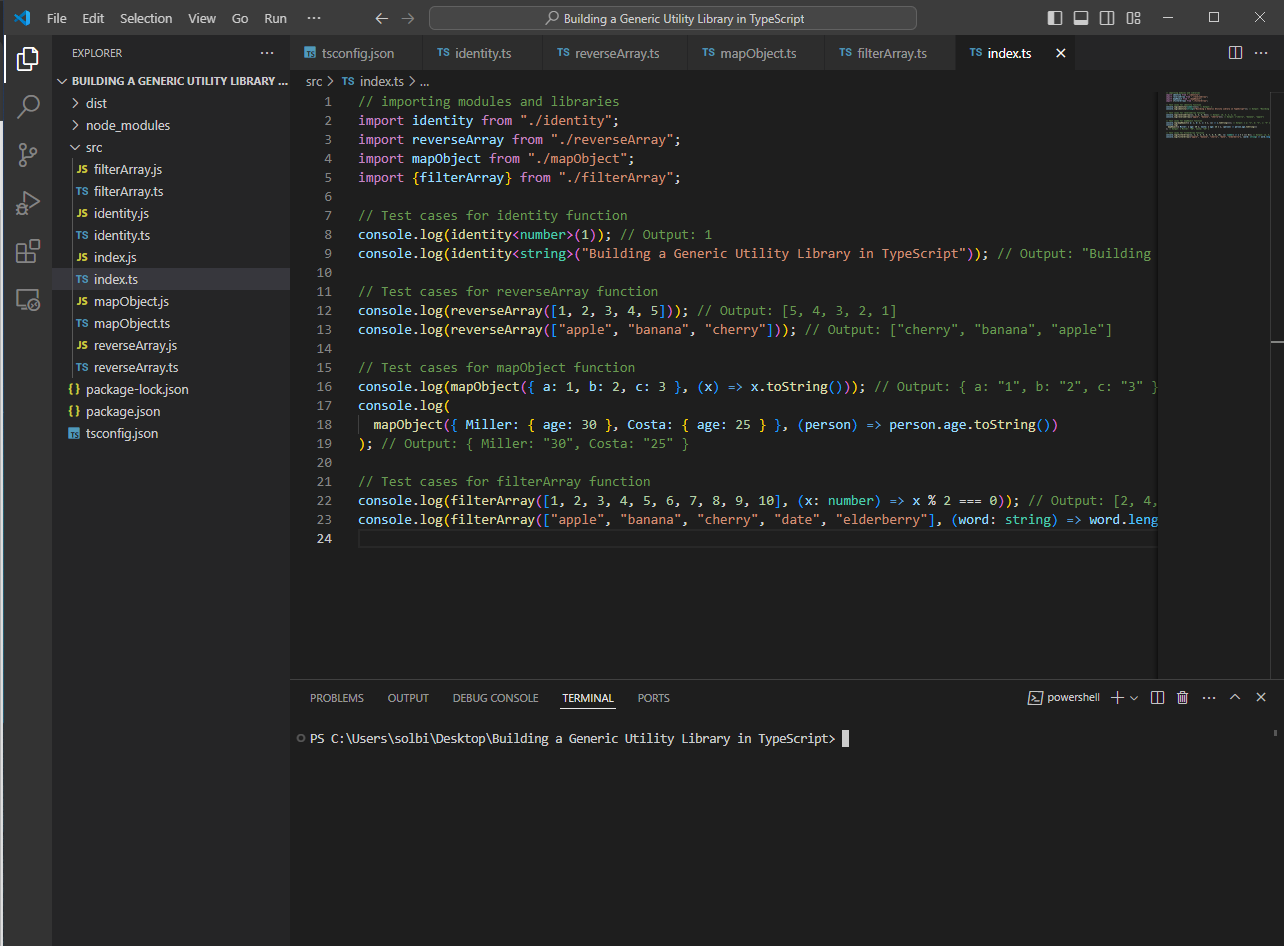 File Edit Selection View Go Run ···
Building a Generic Utility Library in TypeScript
EXPLORER
BUILDING A GENERIC UTILITY LIBRARY ...
dist
node_modules
src
JS filterArray.js
TS filterArray.ts
JS identity.js
TS identity.ts
JS index.js
TS index.ts
JS mapObject.js
TS mapObject.ts
JS reverseArray.js
TS reverseArray.ts
{} package-lock.json
{} package.json
TS tsconfig.json
TS tsconfig.json TS identity.ts TS reverseArray.ts TS mapObject.ts TS filterArray.ts TS index.ts
src > TS index.ts > ...
1 // importing modules and libraries
2 import identity from "./identity";
3 import reverseArray from "./reverseArray";
4 import mapObject from "./mapObject";
5 import {filterArray} from "./filterArray";
6
7 // Test cases for identity function
8 console.log(identity<number>(1)); // Output: 1
9 console.log(identity<string>("Building a Generic Utility Library in TypeScript")); // Output: "Building
10
11 // Test cases for reverseArray function
12 console.log(reverseArray([1, 2, 3, 4, 5])); // Output: [5, 4, 3, 2, 1]
13 console.log(reverseArray(["apple", "banana", "cherry"])); // Output: ["cherry", "banana", "apple"]
14
15 // Test cases for mapObject function
16 console.log(mapObject({ a: 1, b: 2, c: 3 }, (x) => x.toString())); // Output: { a: "1", b: "2", c: "3" }
17 console.log(
18 mapObject({ Miller: { age: 30 }, Costa: { age: 25 } }, (person) => person.age.toString())
19 ); // Output: { Miller: "30", Costa: "25" }
20
21 // Test cases for filterArray function
22 console.log(filterArray([1, 2, 3, 4, 5, 6, 7, 8, 9, 10], (x: number) => x % 2 === 0)); // Output: [2, 4,
23 console.log(filterArray(["apple", "banana", "cherry", "date", "elderberry"], (word: string) => word.leng
24
PROBLEMS OUTPUT DEBUG CONSOLE TERMINAL PORTS
powershell
PS C:\Users\solbi\Desktop\Building a Generic Utility Library in TypeScript>